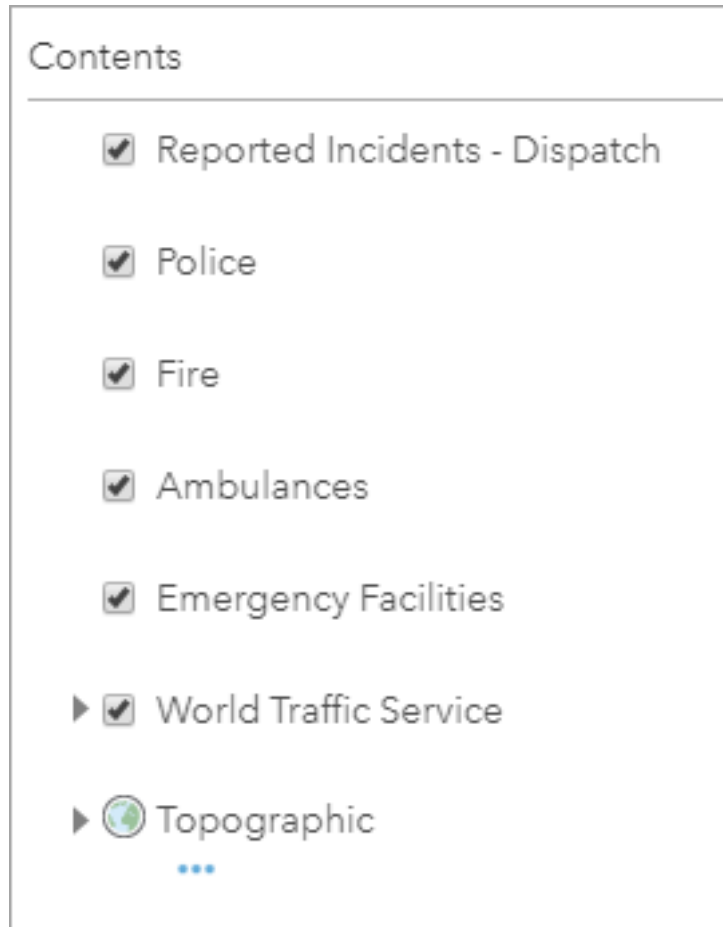 Contents
Reported Incidents - Dispatch
Police
Fire
Ambulances
Emergency Facilities
World Traffic Service
Topographic